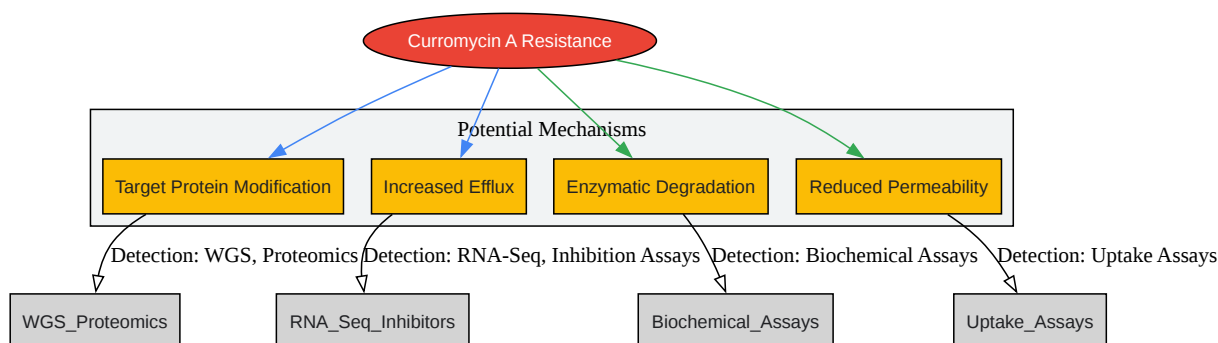 Curromycin A Resistance
Potential Mechanisms
Target Protein Modification
Increased Efflux
Enzymatic Degradation
Reduced Permeability
Detection: WGS, Proteomics
Detection: RNA-Seq, Inhibition Assays
Detection: Biochemical Assays
Detection: Uptake Assays
WGS_Proteomics
RNA_Seq_Inhibitors
Biochemical_Assays
Uptake_Assays